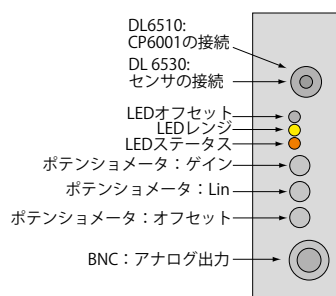 DL6510:
CP6001の接続
DL 6530:
センサの接続
LEDオフセット
LEDレンジ
LEDステータス
ポテンショメータ：ゲイン
ポテンショメータ：Lin
ポテンショメータ：オフセット
BNC：アナログ出力